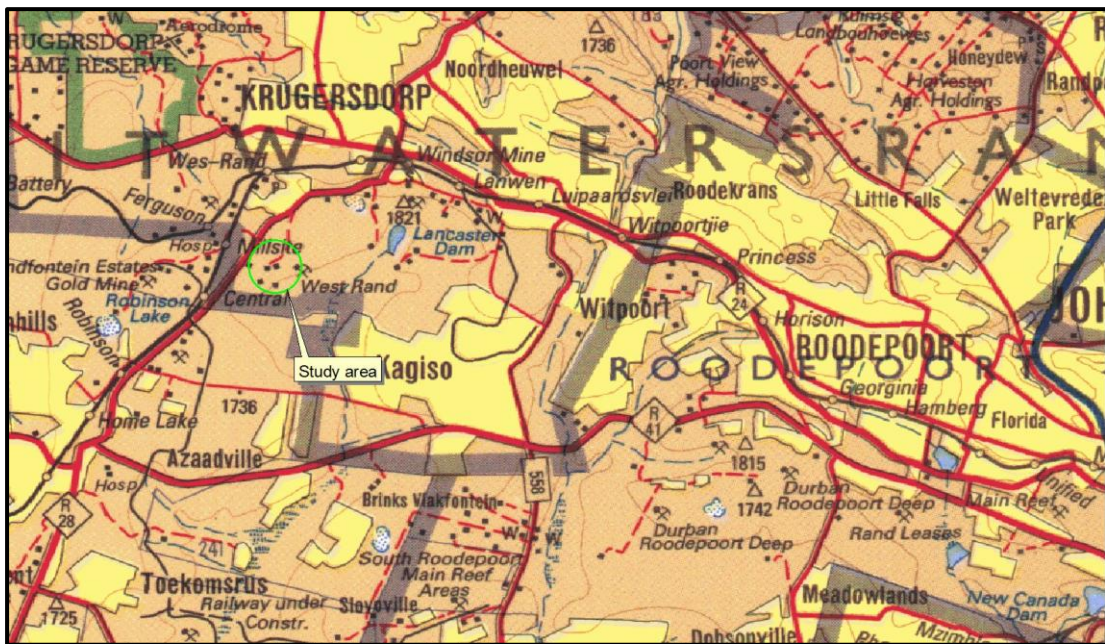 Aerodrome
KRUGERSDORP
GAME RESERVE
1736
Landbouhoewes
Honeydew
Poort View
Agr. Holdings
Harveston
Agr. Holdings
Noordheuwel
KRUGERSDORP
ITWATERSRAN
Wes-Rand
Windsor Mine
Battery
Lanwen
Luipaardsvlei
Roodekrans
Little Falls
Weltevrede
Park
Ferguson
P
W
1821
Lancaster
Dam
Witpoortjie
Hosp
Millsite
Princess
Estates
Gold Mine
West Rand
Robinson
Lake
Central
R
24
Witpoort
Horison
JOH
Robinson
Study area
Kagiso
ROODEPOORT
ROODEPOORT
Georginia
Hamberg
Florida
1736
Home Lake
R
41
Azaadville
1815
Hosp
558
1742
Durban
Roodepoort Deep
Main Reef
Unified
R
28
Brinks Vlakfontein
W
W
W
Durban
Roodepoort Deep
Rand Leases
241
South Roodepoort
Main Reef
Areas
Toekomsrus
Railway under
Constr.
Meadowlands
New Canada
Dam
1725
Dobsonville